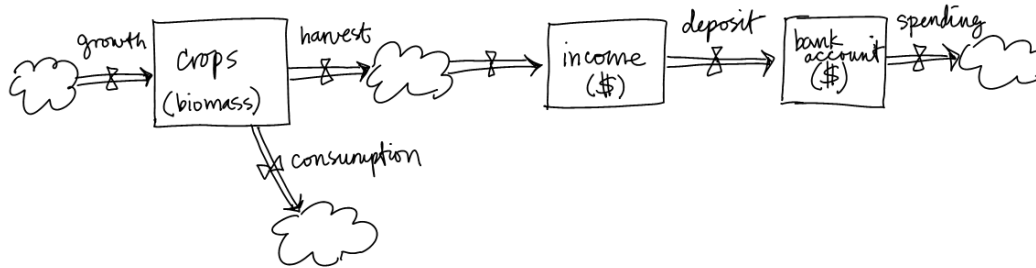 growth
crops
(biomass)
harvest
consumption
income
($)
deposit
bank
account
($)
spending